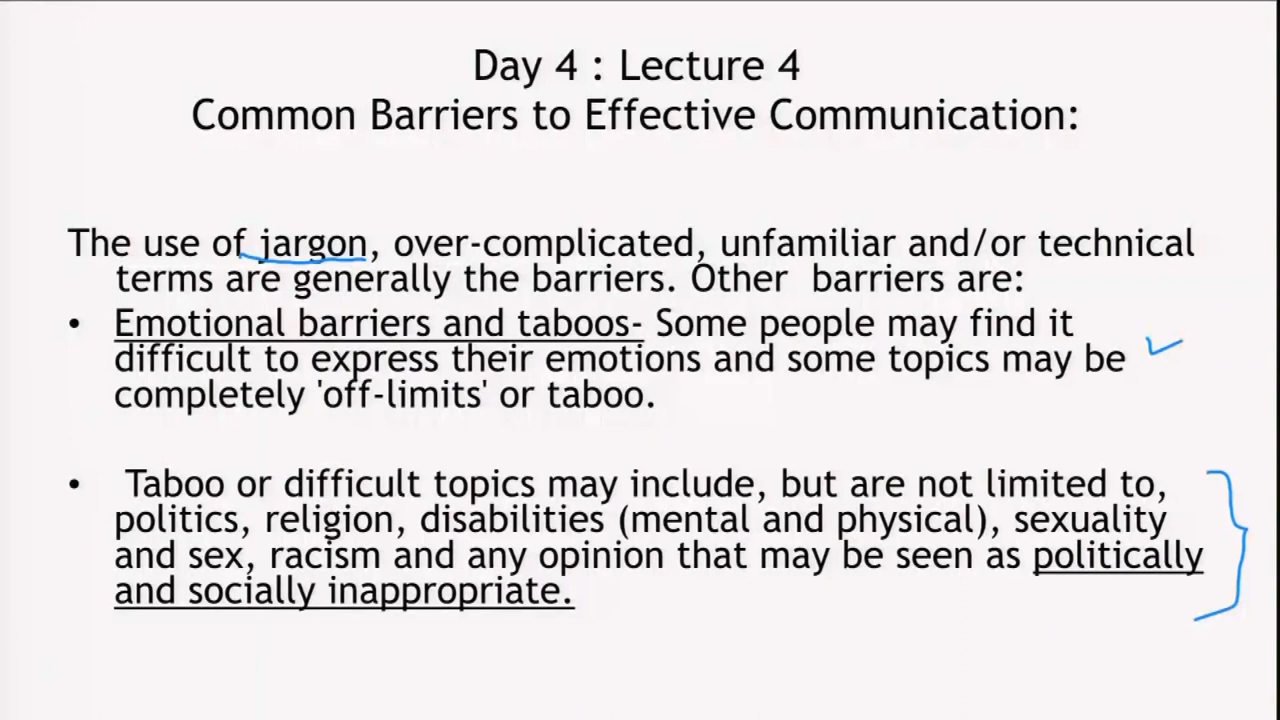 Day 4 : Lecture 4
Common Barriers to Effective Communication:
The use of jargon, over-complicated, unfamiliar and/or technical
terms are generally the barriers. Other  barriers are:
• Emotional barriers and taboos- Some people may find it
difficult to express their emotions and some topics may be
completely 'off-limits' or taboo.
• Taboo or difficult topics may include, but are not limited to,
politics, religion, disabilities (mental and physical), sexuality
and sex, racism and any opinion that may be seen as politically
and socially inappropriate.